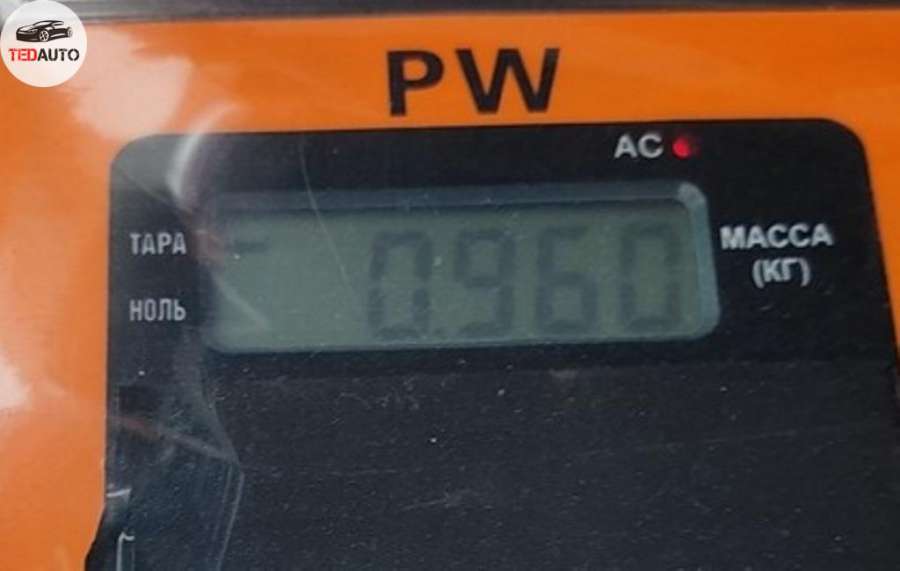 TEDAUTO
PW
AC
ТАРА
0.960
МАССА
(КГ)
НОЛЬ